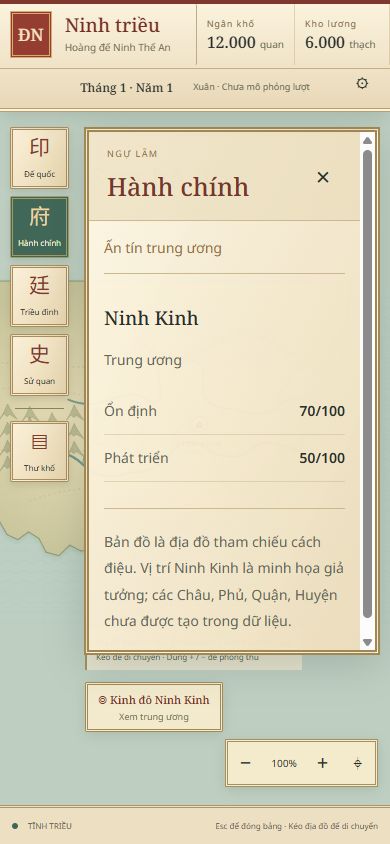 ĐN
Ninh triều
Hoàng đế Ninh Thế An
Ngân khố
12.000 quan
Kho lương
6.000 thạch
Tháng 1 · Năm 1
Xuân · Chưa mô phỏng lượt
印
Đế quốc
府
Hành chính
廷
Triều đình
史
Sử quan
目
Thư khố
NGỰ LÃM
Hành chính
×
Ấn tín trung ương
Ninh Kinh
Trung ương
Ổn định
70/100
Phát triển
50/100
Bản đồ là địa đồ tham chiếu cách
điệu. Vị trí Ninh Kinh là minh họa giả
tưởng; các Châu, Phủ, Quận, Huyện
chưa được tạo trong dữ liệu.
Kéo để di chuyển · Dùng + / − để phóng thu
Kinh đô Ninh Kinh
Xem trung ương
− 100% +
TỈNH TRIỀU
Esc để đóng bảng · Kéo địa đồ để di chuyển